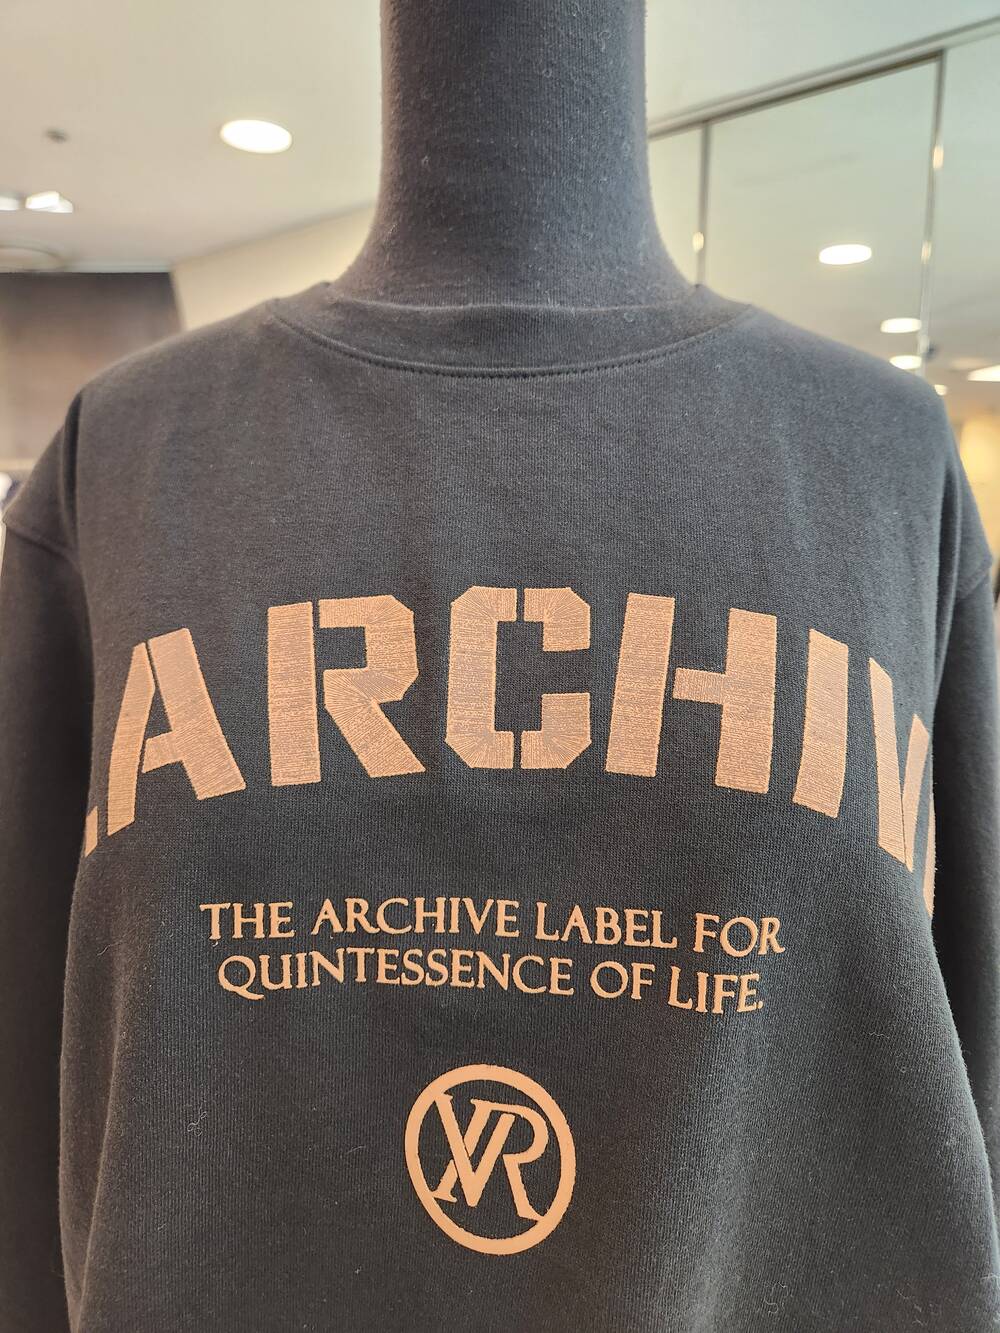 .ARCHIV
THE ARCHIVE LABEL FOR
QUINTESSENCE OF LIFE.
VR